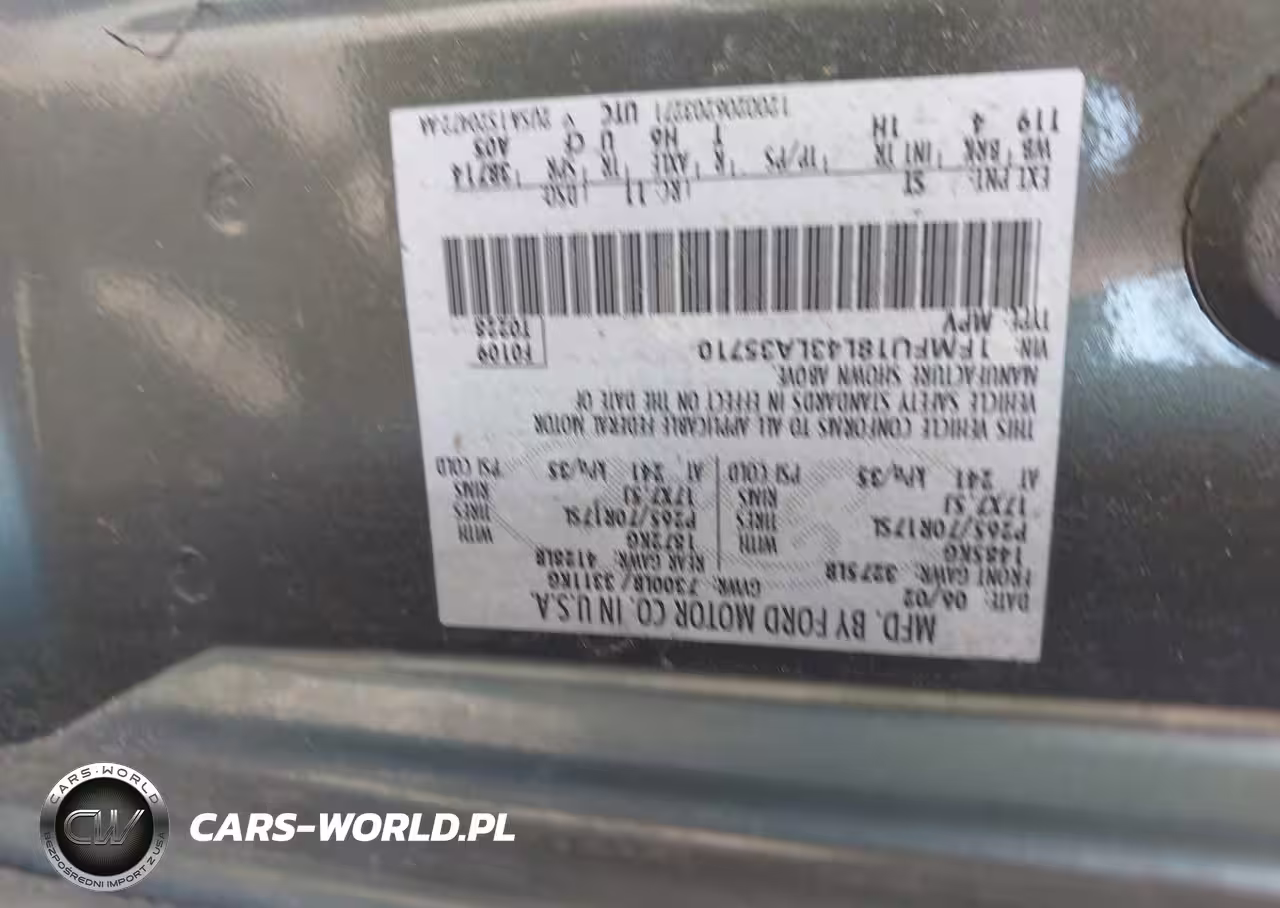 MFD. BY FORD MOTOR CO. IN U.S.A.
DATE: 06/02 GVWR: 7300LB/ 3311KG
FRONT GAWR: 3275LB REAR GAWR: 4128LB
1485KG WITH 1872KG WITH
P265/70R17SL TIRES P265/70R17SL TIRES
17X7.5J RIMS 17X7.5J RIMS
AT 241 kPa/35 PSI COLD AT 241 kPa/35 PSI COLD
THIS VEHICLE CONFORMS TO ALL APPLICABLE FEDERAL MOTOR
VEHICLE SAFETY STANDARDS IN EFFECT ON THE DATE OF
MANUFACTURE SHOWN ABOVE
VIN: 1FMFU18L43LA35710 F0109
TYPE: MPV T0225
EXT PNT: ST RC: 11 DSO:
WB BRK INT TR TP/PS R AXLE TR SPR 38714
119 4 1H T H6 U CF A05
1200206203271 UTC V
CARS-WORLD
CW
BEZPOŚREDNI IMPORT Z USA
CARS-WORLD.PL